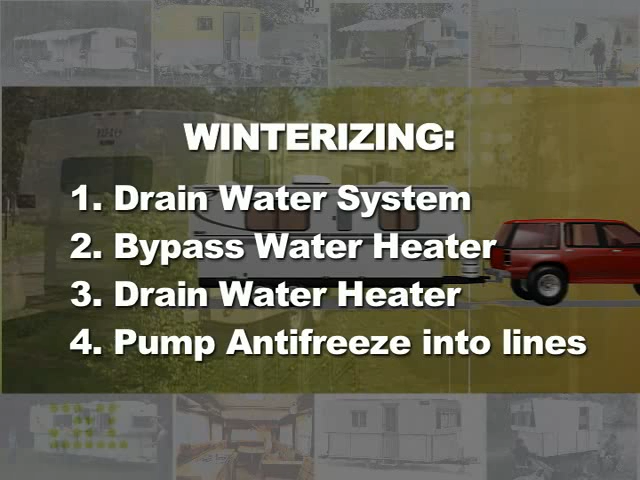 WINTERIZING:
1. Drain Water System
2. Bypass Water Heater
3. Drain Water Heater
4. Pump Antifreeze into lines